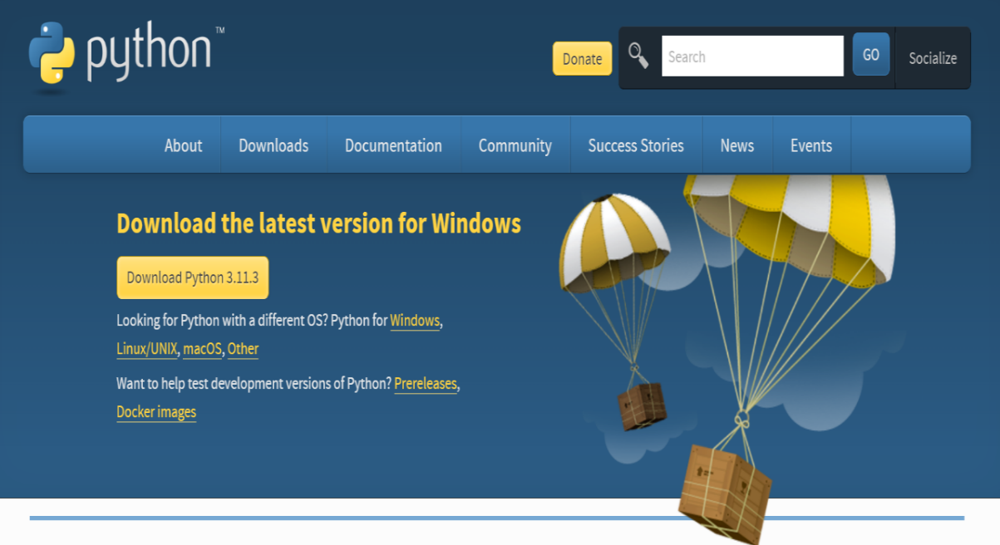 python™
Donate
Search
GO
Socialize
About
Downloads
Documentation
Community
Success Stories
News
Events
Download the latest version for Windows
Download Python 3.11.3
Looking for Python with a different OS? Python for Windows,
Linux/UNIX, macOS, Other
Want to help test development versions of Python? Prereleases,
Docker images